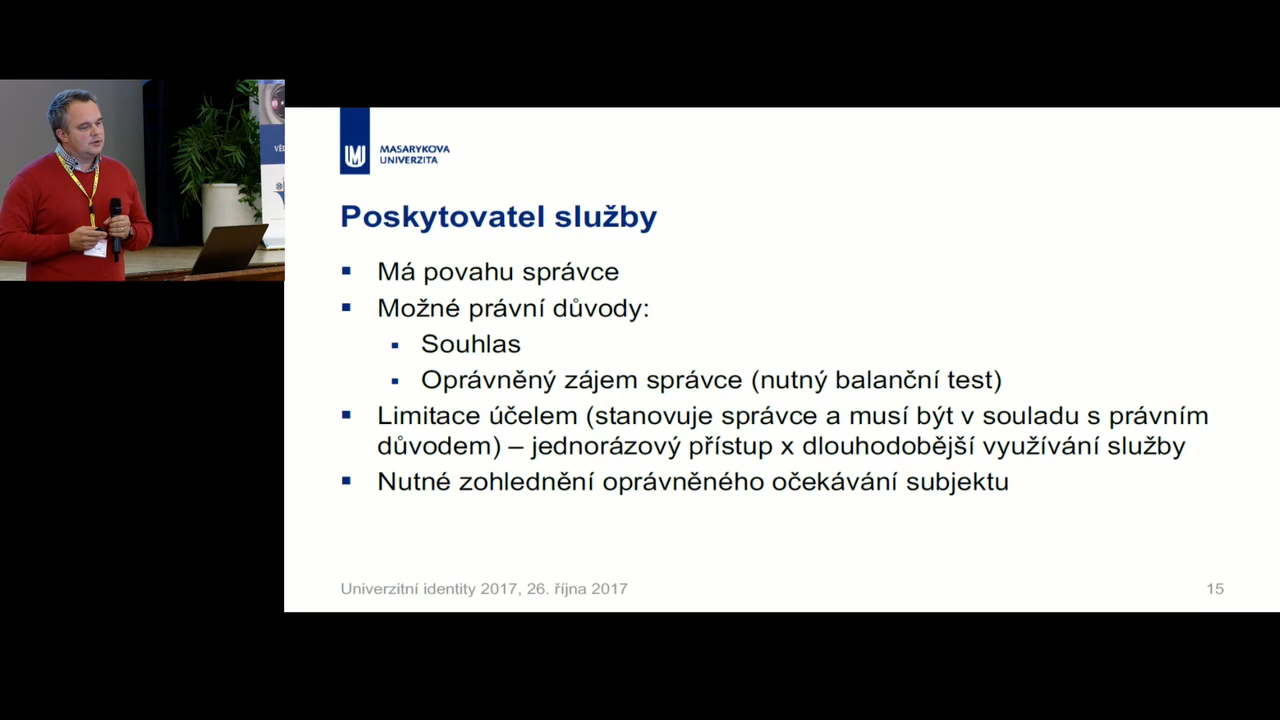 MASARYKOVA
UNIVERZITA
Poskytovatel služby
Má povahu správce
Možné právní důvody:
Souhlas
Oprávněný zájem správce (nutný balanční test)
Limitace účelem (stanovuje správce a musí být v souladu s právním
důvodem) – jednorázový přístup x dlouhodobější využívání služby
Nutné zohlednění oprávněného očekávání subjektu
Univerzitní identity 2017, 26. října 2017
15